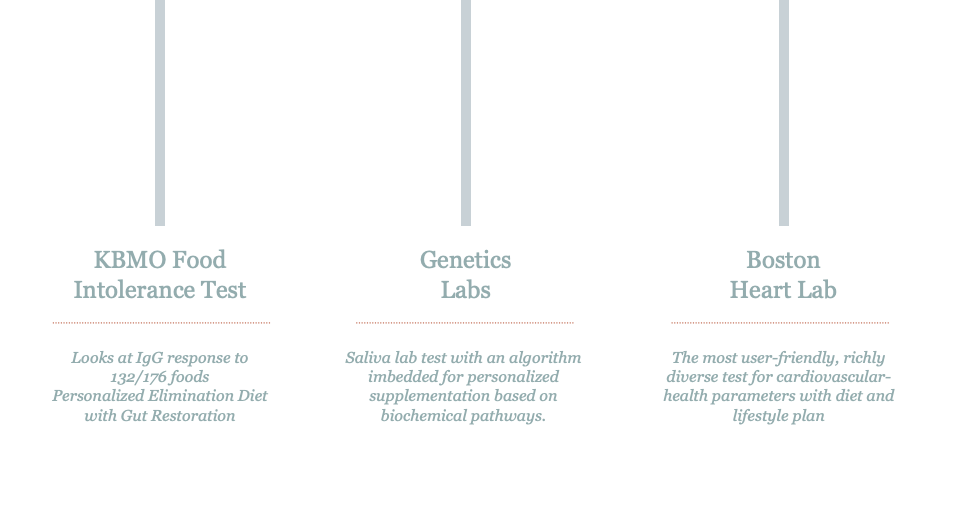 KBMO Food
Intolerance Test
Looks at IgG response to
132/176 foods
Personalized Elimination Diet
with Gut Restoration
Genetics
Labs
Saliva lab test with an algorithm
imbedded for personalized
supplementation based on
biochemical pathways.
Boston
Heart Lab
The most user-friendly, richly
diverse test for cardiovascular-
health parameters with diet and
lifestyle plan